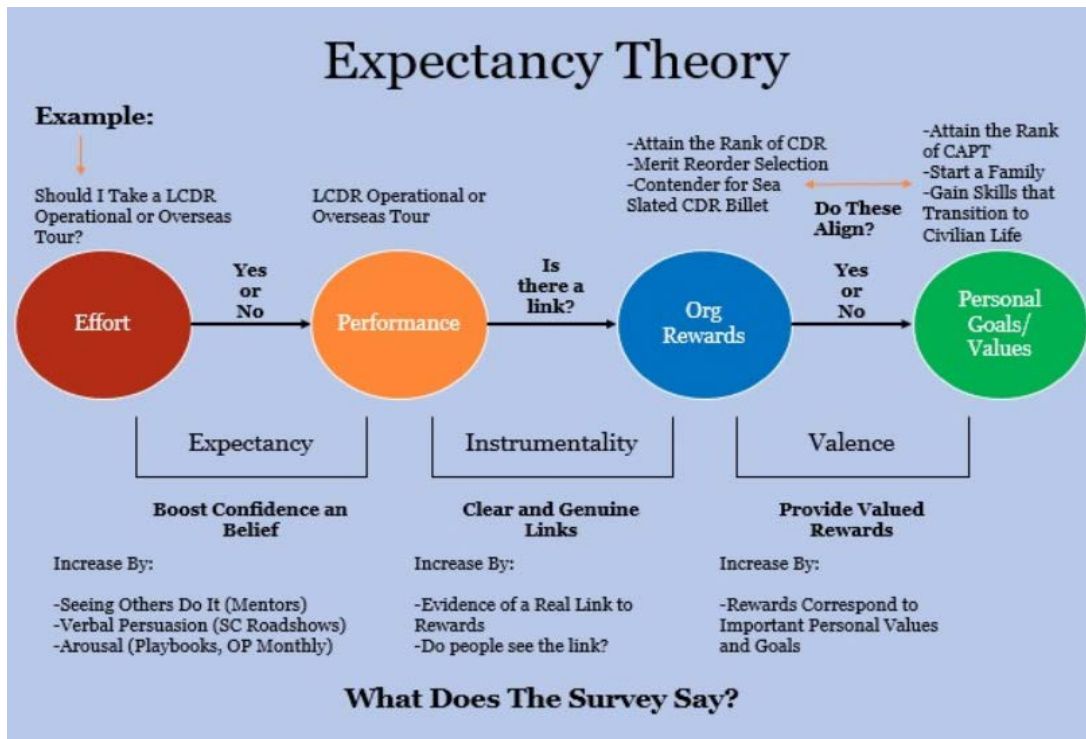 Expectancy Theory
Example:
Should I Take a LCDR
Operational or Overseas
Tour?
LCDR Operational or
Overseas Tour
-Attain the Rank of CDR
-Merit Reorder Selection
-Contender for Sea
Slated CDR Billet
Do These
Align?
-Attain the Rank
of CAPT
-Start a Family
-Gain Skills that
Transition to
Civilian Life
Effort
Yes
or
No
Performance
Is
there a
link?
Org
Rewards
Yes
or
No
Personal
Goals/
Values
Expectancy
Instrumentality
Valence
Boost Confidence an
Belief
Clear and Genuine
Links
Provide Valued
Rewards
Increase By:
-Seeing Others Do It (Mentors)
-Verbal Persuasion (SC Roadshows)
-Arousal (Playbooks, OP Monthly)
Increase By:
-Evidence of a Real Link to
Rewards
-Do people see the link?
Increase By:
-Rewards Correspond to
Important Personal Values
and Goals
What Does The Survey Say?